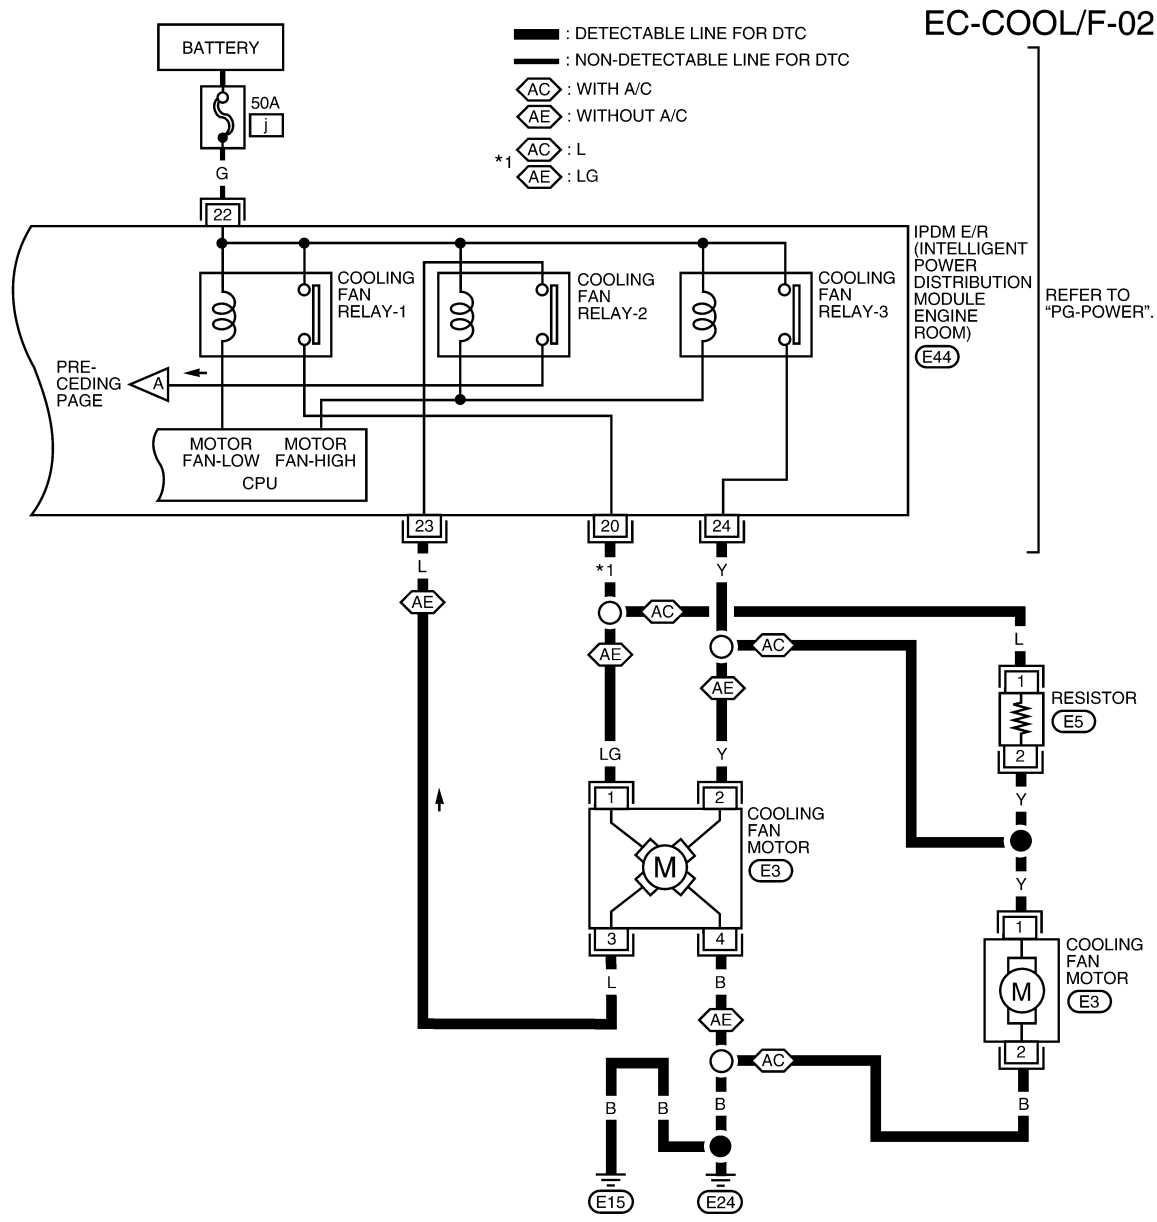 EC-COOL/F-02
BATTERY
50A
j
G
22
: DETECTABLE LINE FOR DTC
: NON-DETECTABLE LINE FOR DTC
AC : WITH A/C
AE : WITHOUT A/C
*1
AC : L
AE : LG
IPDM E/R
(INTELLIGENT
POWER
DISTRIBUTION
MODULE
ENGINE
ROOM)
E44
REFER TO
“PG-POWER”.
COOLING
FAN
RELAY-1
COOLING
FAN
RELAY-2
COOLING
FAN
RELAY-3
PRE-
CEDING
PAGE
A
MOTOR
FAN-LOW
MOTOR
FAN-HIGH
CPU
23
20
24
L
*1
Y
AE
AC
AC
AE
AE
L
1
RESISTOR
E5
2
LG
Y
Y
1
2
COOLING
FAN
MOTOR
E3
M
Y
3
4
1
COOLING
FAN
MOTOR
E3
M
2
L
B
AE
AC
B
B
B
B
E15
E24